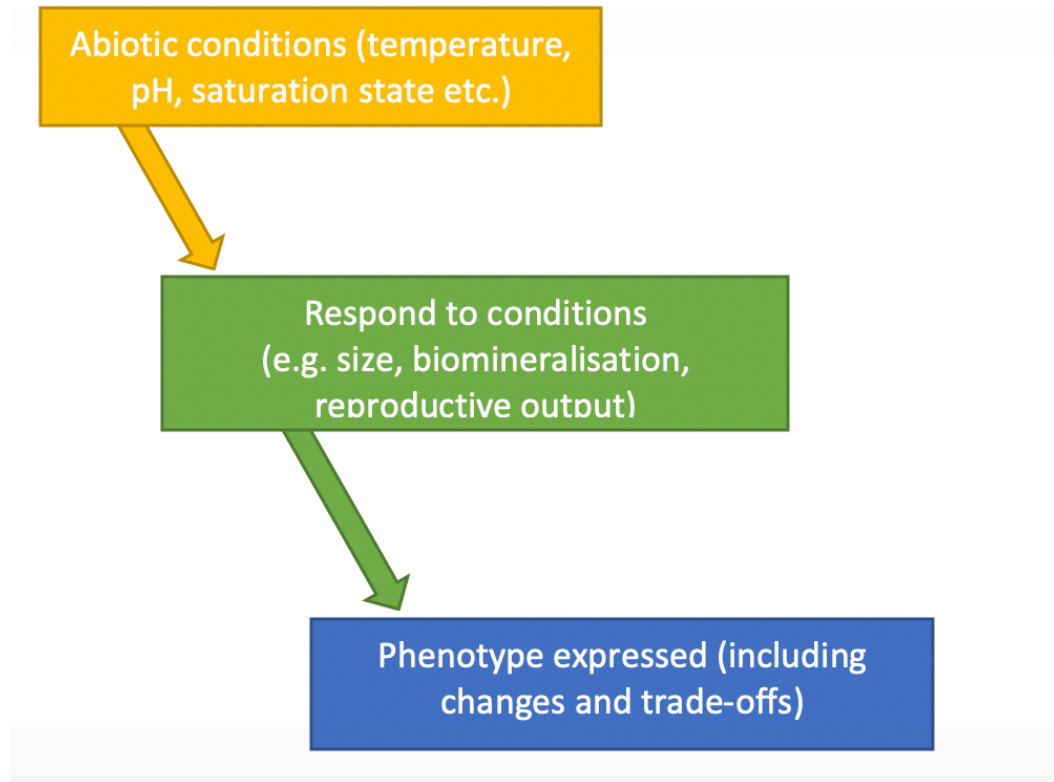 Abiotic conditions (temperature,
pH, saturation state etc.)
Respond to conditions
(e.g. size, biomineralisation,
reproductive output)
Phenotype expressed (including
changes and trade-offs)